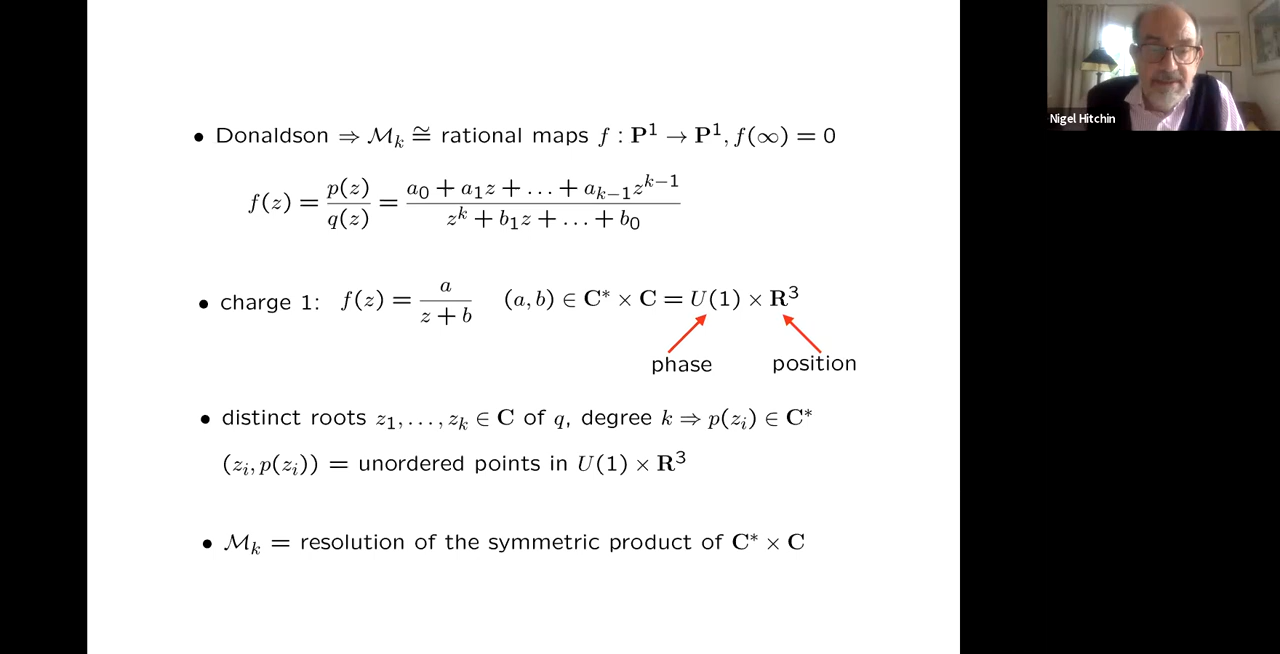 • Donaldson ⇒ ℳ_k ≅ rational maps f : P¹ → P¹, f(∞) = 0
f(z) = p(z)/q(z) = (a₀ + a₁z + … + a_{k−1}z^{k−1})/(z^k + b₁z + … + b₀)
• charge 1: f(z) = a/(z + b) (a, b) ∈ C* × C = U(1) × R³
phase position
• distinct roots z₁, …, z_k ∈ C of q, degree k ⇒ p(z_i) ∈ C*
(z_i, p(z_i)) = unordered points in U(1) × R³
• ℳ_k = resolution of the symmetric product of C* × C
Nigel Hitchin